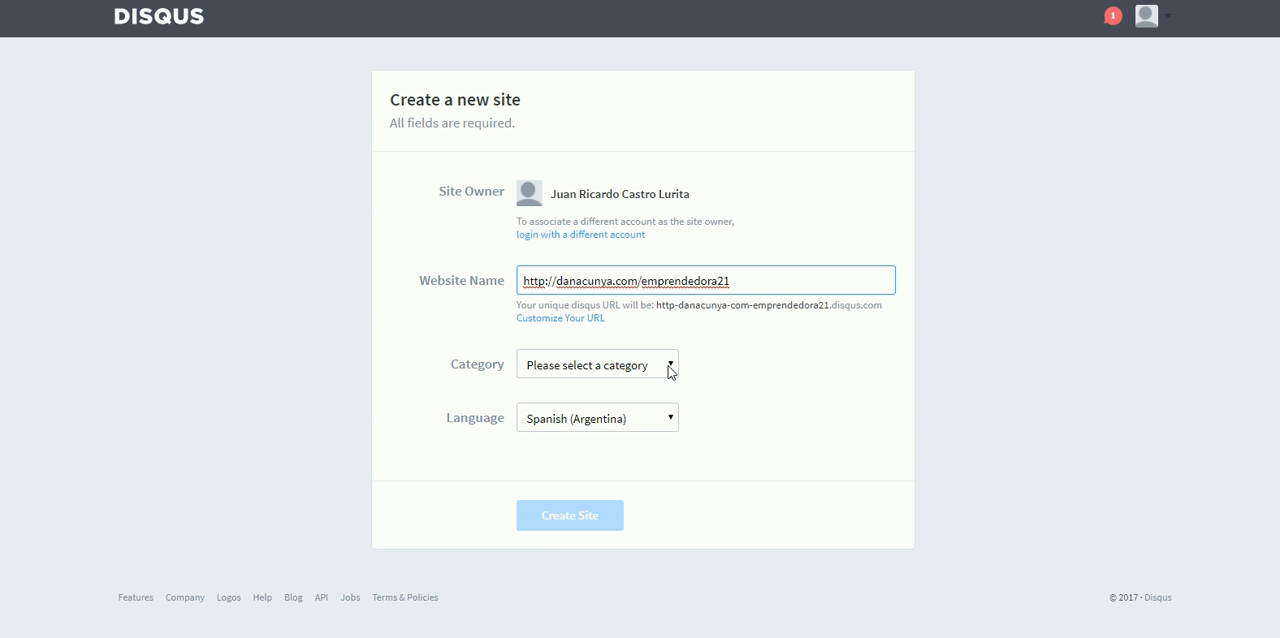 DISQUS
1
Create a new site
All fields are required.
Site Owner
Juan Ricardo Castro Lurita
To associate a different account as the site owner,
login with a different account
Website Name
http://danacunya.com/emprendedora21
Your unique disqus URL will be: http-danacunya-com-emprendedora21.disqus.com
Customize Your URL
Category
Please select a category
Language
Spanish (Argentina)
Create Site
Features Company Logos Help Blog API Jobs Terms & Policies
© 2017 - Disqus